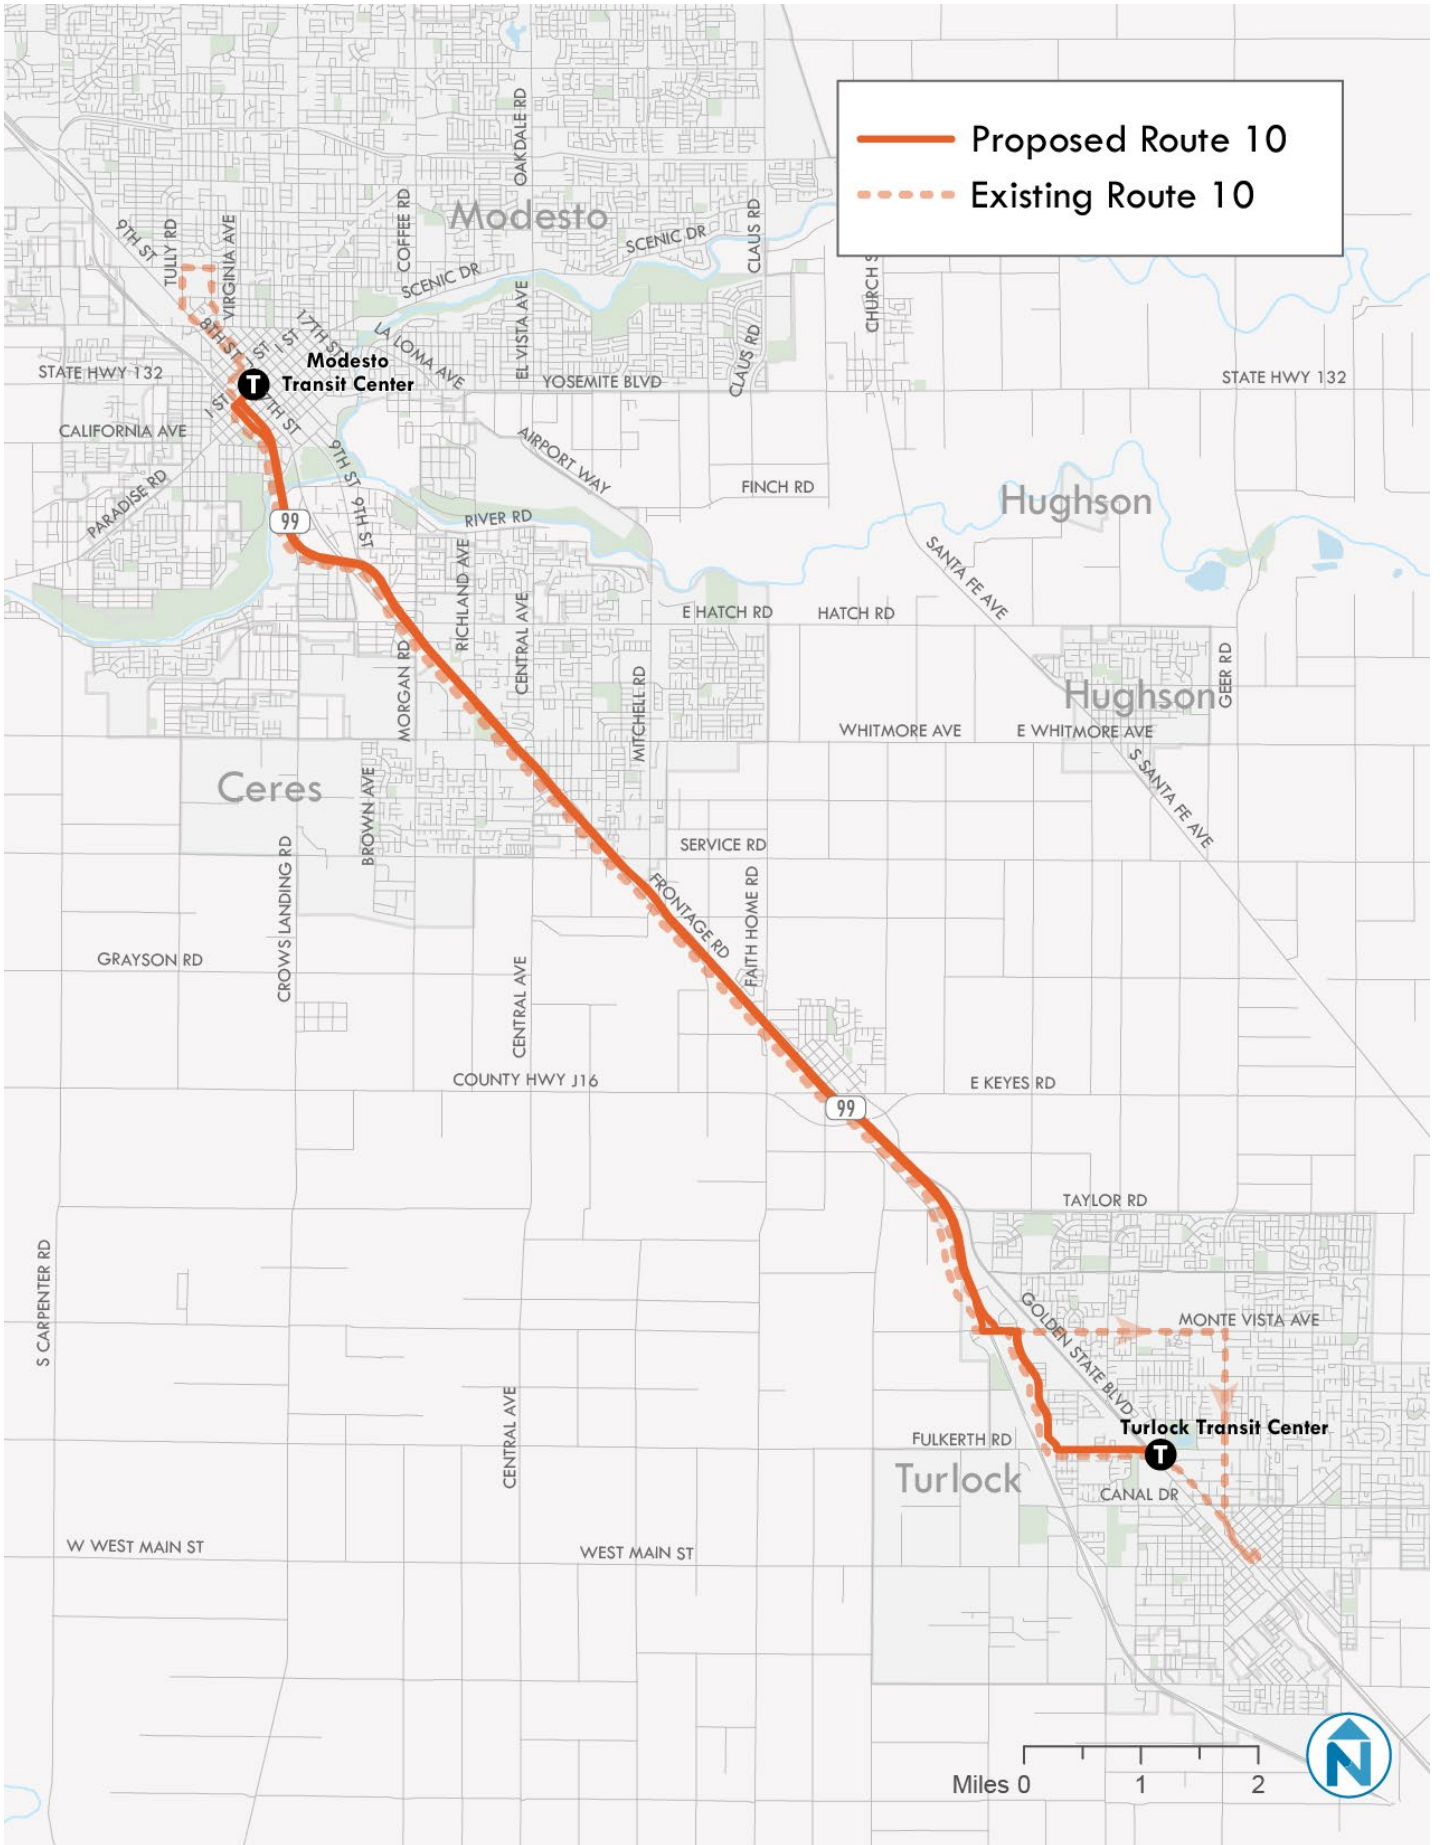 Proposed Route 10
Existing Route 10
OAKDALE RD
COFFEE RD
Modesto
SCENIC DR
CLAUS RD
9TH ST
TULLY RD
VIRGINIA AVE
SCENIC DR
CHURCH S
EL VISTA AVE
8TH ST
I ST
I ST
17TH ST
LA LOMA AVE
CLAUS RD
Modesto
Transit Center
T
STATE HWY 132
YOSEMITE BLVD
STATE HWY 132
I ST
7TH ST
CALIFORNIA AVE
9TH ST
AIRPORT WAY
PARADISE RD
FINCH RD
Hughson
99
9TH ST
RIVER RD
RICHLAND AVE
SANTA FE AVE
CENTRAL AVE
E HATCH RD
HATCH RD
MORGAN RD
MITCHELL RD
GEER RD
Hughson
WHITMORE AVE
E WHITMORE AVE
S SANTA FE AVE
Ceres
BROWN AVE
SERVICE RD
CROWS LANDING RD
FRONTAGE RD
FAITH HOME RD
GRAYSON RD
CENTRAL AVE
COUNTY HWY J16
E KEYES RD
99
TAYLOR RD
S CARPENTER RD
GOLDEN STATE BLVD
MONTE VISTA AVE
CENTRAL AVE
Turlock Transit Center
T
FULKERTH RD
Turlock
CANAL DR
W WEST MAIN ST
WEST MAIN ST
Miles 0 1 2
N